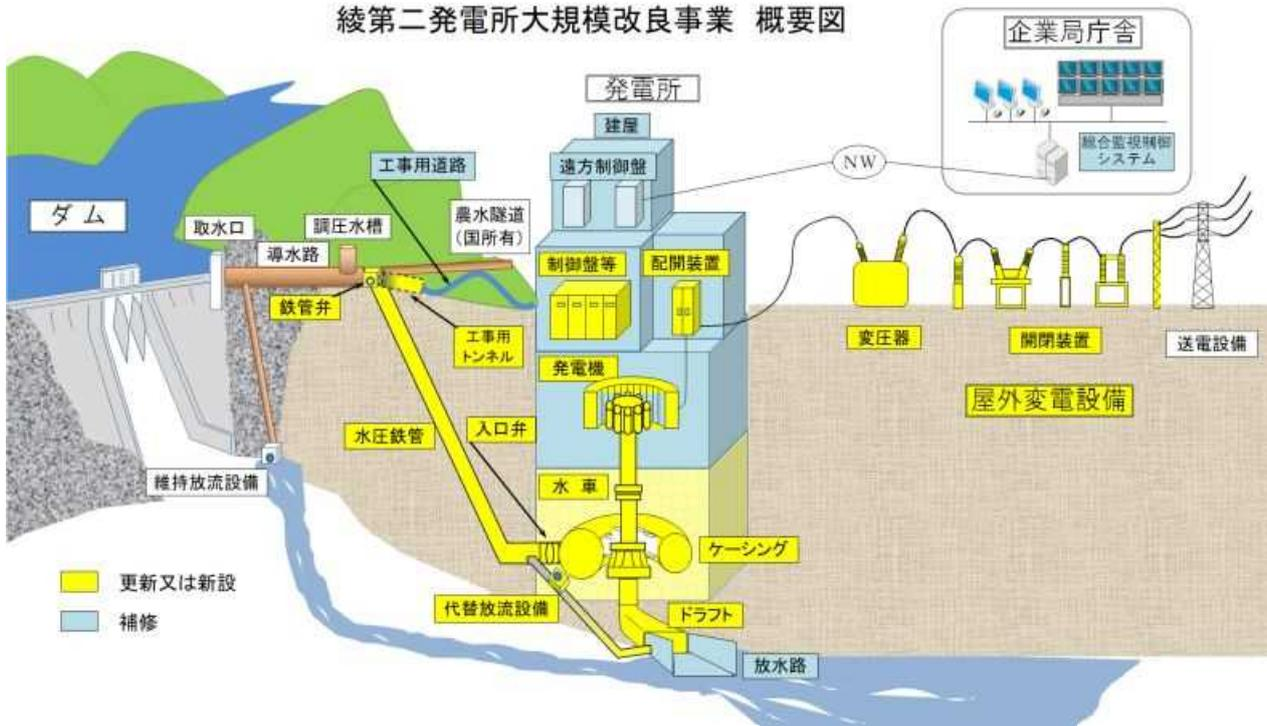 綾第二発電所大規模改良事業 概要図
企業局庁舎
総合監視制御
システム
NW
発電所
建屋
遠方制御盤
工事用道路
農水隧道
(国所有)
ダム
取水口
調圧水槽
導水路
制御盤等
配開装置
鉄管弁
工事用
トンネル
変圧器
開閉装置
送電設備
発電機
屋外変電設備
水圧鉄管
入口弁
維持放流設備
水 車
ケーシング
更新又は新設
代替放流設備
ドラフト
補修
放水路